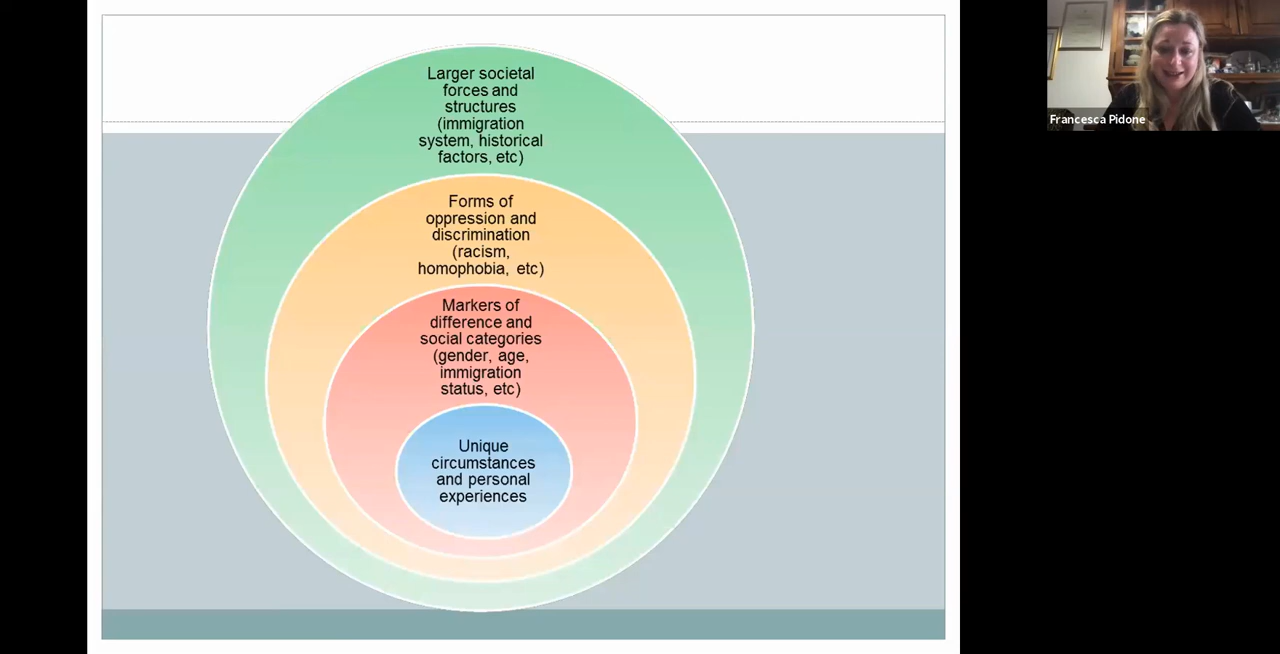 Larger societal
forces and
structures
(immigration
system, historical
factors, etc)
Forms of
oppression and
discrimination
(racism,
homophobia, etc)
Markers of
difference and
social categories
(gender, age,
immigration
status, etc)
Unique
circumstances
and personal
experiences
Francesca Pidone